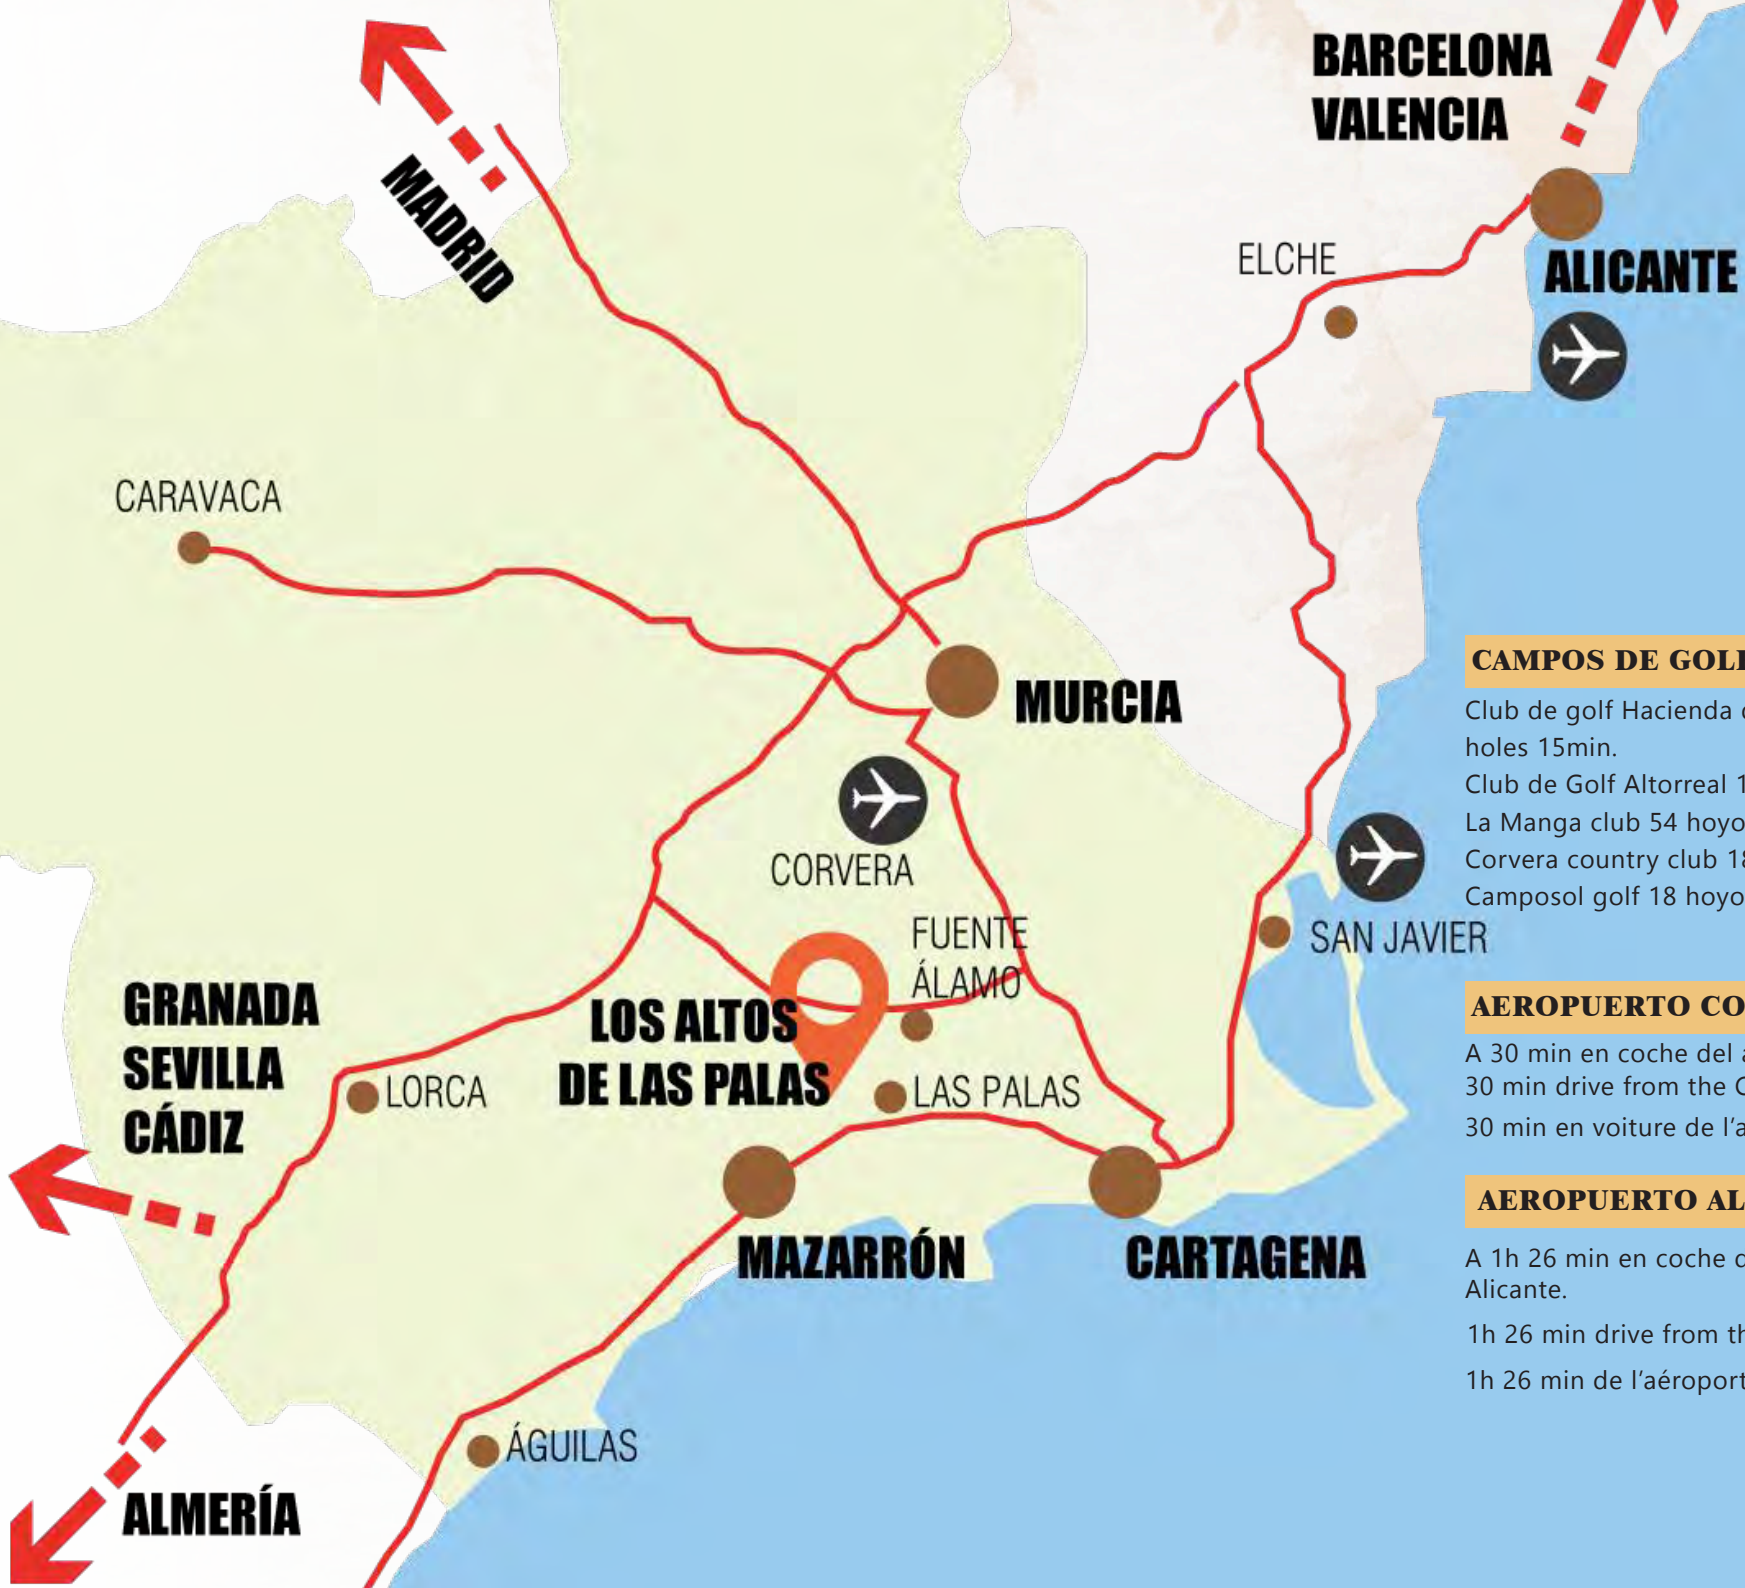 BARCELONA
VALENCIA
MADRID
ELCHE
ALICANTE
CARAVACA
MURCIA
CORVERA
FUENTE
ÁLAMO
SAN JAVIER
GRANADA
SEVILLA
CÁDIZ
LOS ALTOS
DE LAS PALAS
LORCA
LAS PALAS
MAZARRÓN
CARTAGENA
ÁGUILAS
ALMERÍA
CAMPOS DE GOL
Club de golf Hacienda
holes 15min.
Club de Golf Altorreal 1
La Manga club 54 hoyo
Corvera country club 18
Camposol golf 18 hoyo
AEROPUERTO CO
A 30 min en coche del a
30 min drive from the C
30 min en voiture de l'a
AEROPUERTO AL
A 1h 26 min en coche d
Alicante.
1h 26 min drive from th
1h 26 min de l'aéroport